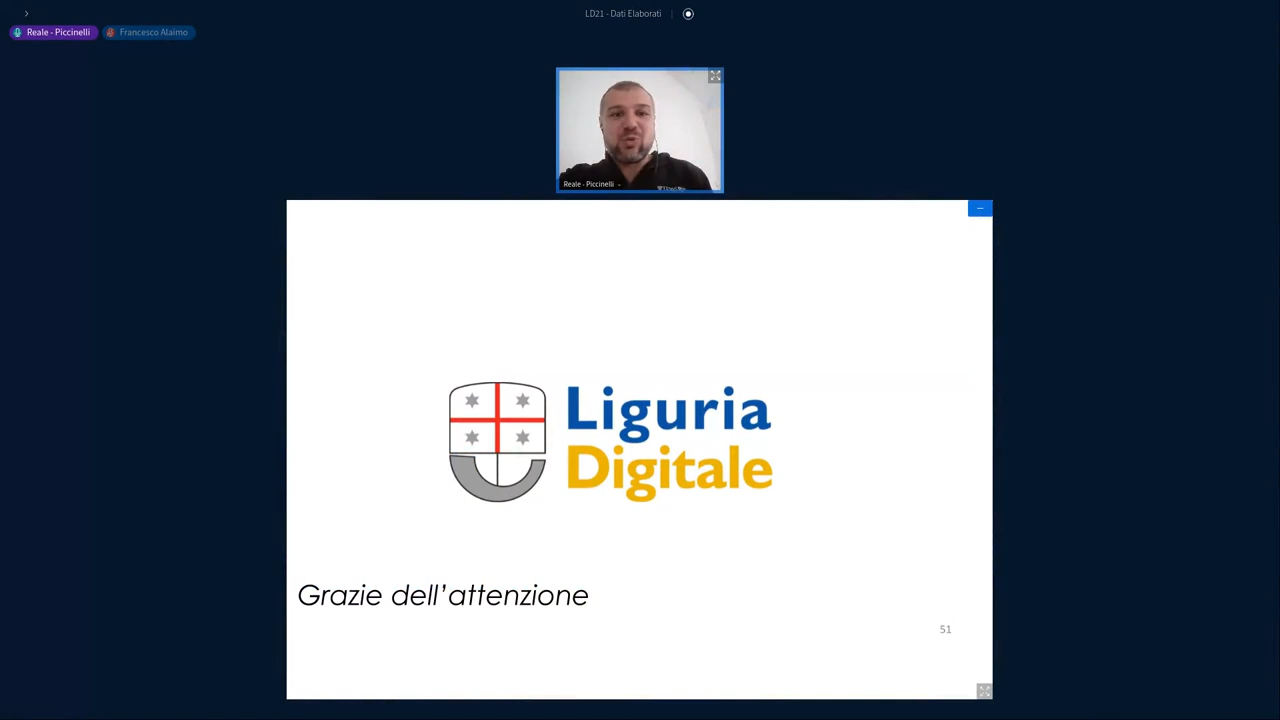 LD21 - Dati Elaborati
Reale - Piccinelli
Francesco Alaimo
Reale - Piccinelli
Liguria
Digitale
Grazie dell'attenzione
51